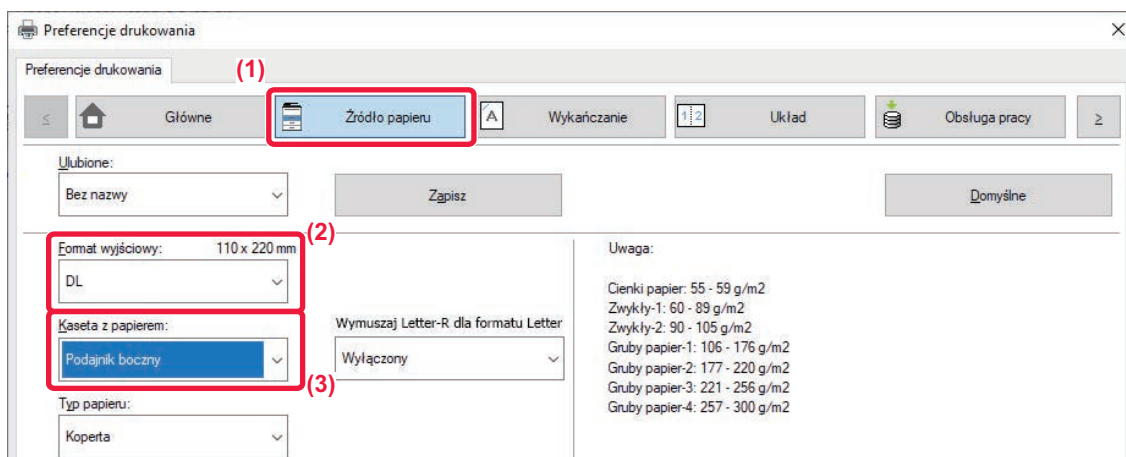 Preferencje drukowania
Preferencje drukowania
(1)
<
Główne
Źródło papieru
A
Wykańczanie
1 2
Układ
Obsługa pracy
>
Ulubione:
Bez nazwy
Zapisz
Domyślne
(2)
Format wyjściowy: 110 x 220 mm
DL
Kaseta z papierem:
Podajnik boczny
(3)
Wymuszaj Letter-R dla formatu Letter
Wyłączony
Typ papieru:
Koperta
Uwaga:
Cienki papier: 55 - 59 g/m2
Zwykły-1: 60 - 89 g/m2
Zwykły-2: 90 - 105 g/m2
Gruby papier-1: 106 - 176 g/m2
Gruby papier-2: 177 - 220 g/m2
Gruby papier-3: 221 - 256 g/m2
Gruby papier-4: 257 - 300 g/m2